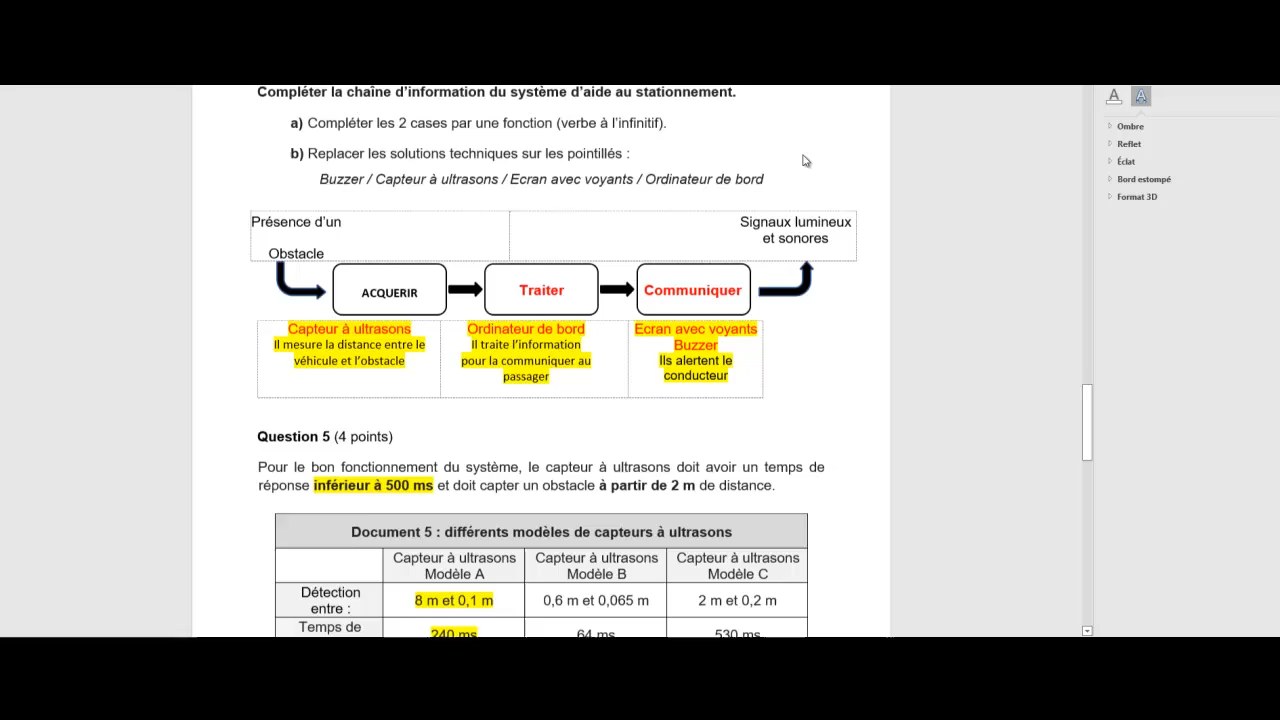 Compléter la chaîne d'information du système d'aide au stationnement.
a) Compléter les 2 cases par une fonction (verbe à l'infinitif).
b) Replacer les solutions techniques sur les pointillés :
Buzzer / Capteur à ultrasons / Ecran avec voyants / Ordinateur de bord
Présence d'un
Obstacle
Signaux lumineux
et sonores
ACQUERIR
Traiter
Communiquer
Capteur à ultrasons
Il mesure la distance entre le
véhicule et l'obstacle
Ordinateur de bord
Il traite l'information
pour la communiquer au
passager
Ecran avec voyants
Buzzer
Ils alertent le
conducteur
Question 5 (4 points)
Pour le bon fonctionnement du système, le capteur à ultrasons doit avoir un temps de
réponse inférieur à 500 ms et doit capter un obstacle à partir de 2 m de distance.
Document 5 : différents modèles de capteurs à ultrasons
Capteur à ultrasons
Modèle A
Capteur à ultrasons
Modèle B
Capteur à ultrasons
Modèle C
Détection
entre :
8 m et 0,1 m
0,6 m et 0,065 m
2 m et 0,2 m
Temps de
240 ms
64 ms
530 ms
A
A
Ombre
Reflet
Éclat
Bord estompé
Format 3D